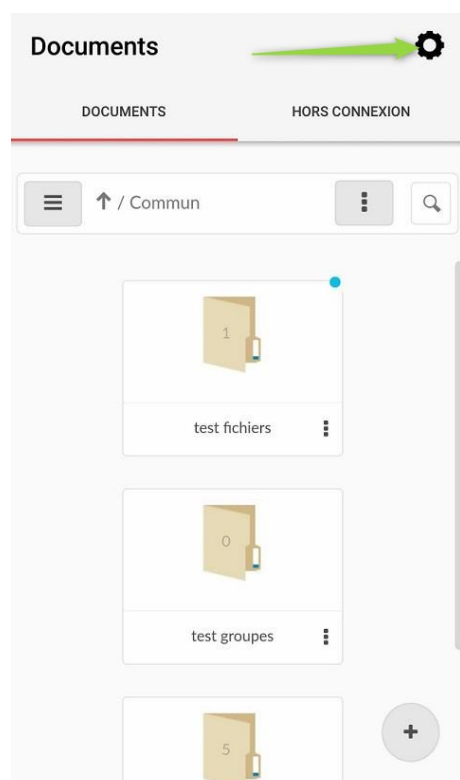 Documents
DOCUMENTS
HORS CONNEXION
/ Commun
1
test fichiers
0
test groupes
5